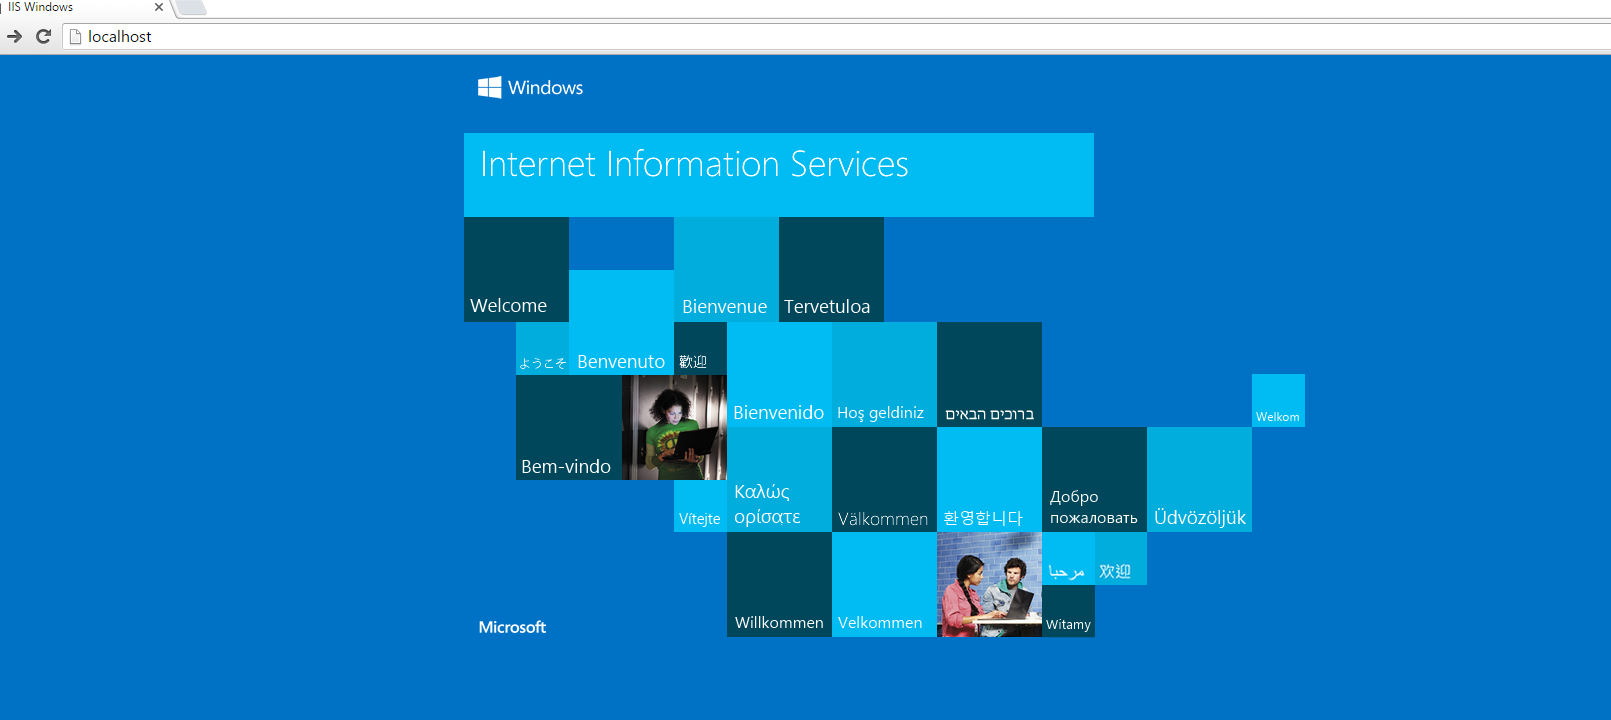 IIS Windows
localhost
Windows
Internet Information Services
Welcome
Bienvenue
Tervetuloa
ようこそ
Benvenuto
歡迎
Bienvenido
Hoş geldiniz
ברוכים הבאים
Welkom
Bem-vindo
Vítejte
Καλώς
ορίσατε
Välkommen
환영합니다
Добро
пожаловать
Üdvözöljük
مرحبا
欢迎
Willkommen
Velkommen
Witamy
Microsoft